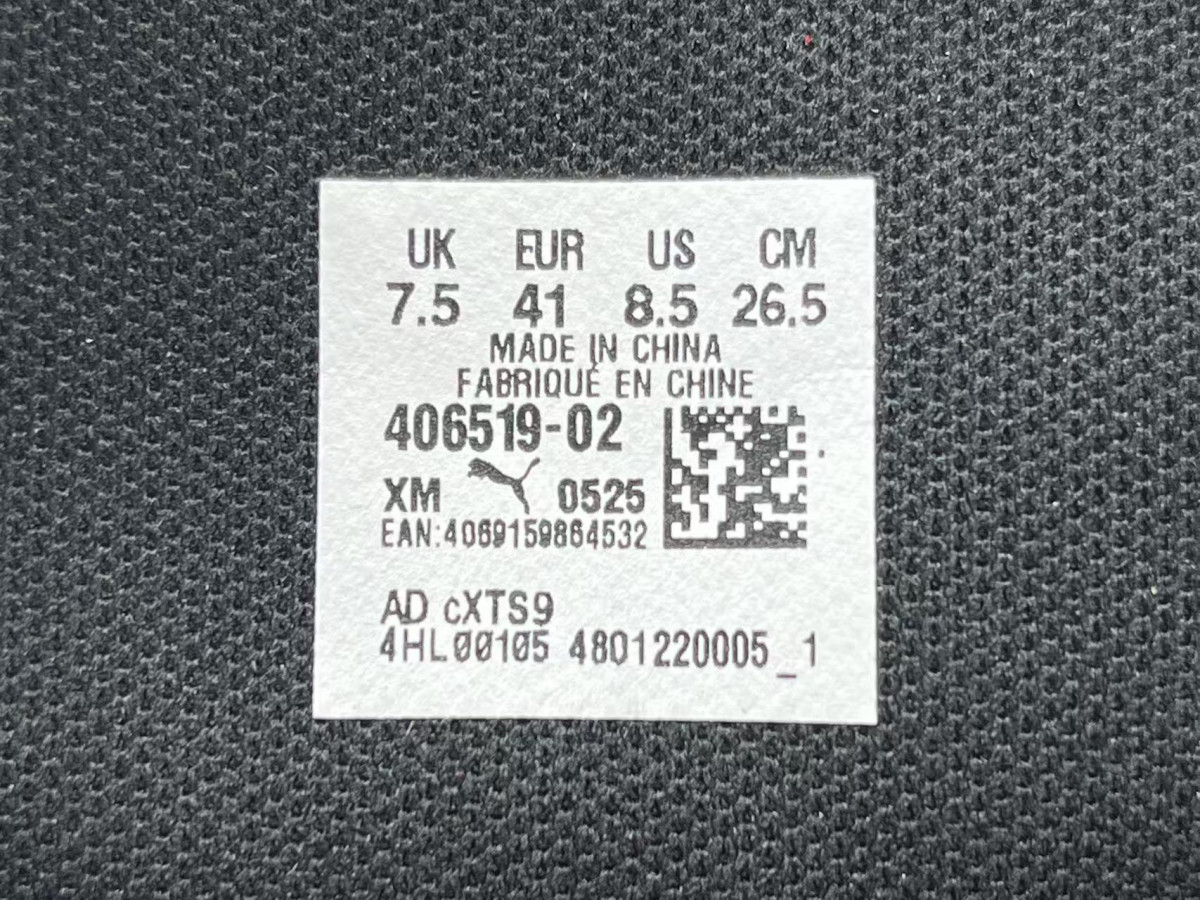 UK EUR US CM
7.5 41 8.5 26.5
MADE IN CHINA
FABRIQUÉ EN CHINE
406519-02
XM 0525
EAN:4069159864532
AD cXTS9
4HL00105 4801220005_1